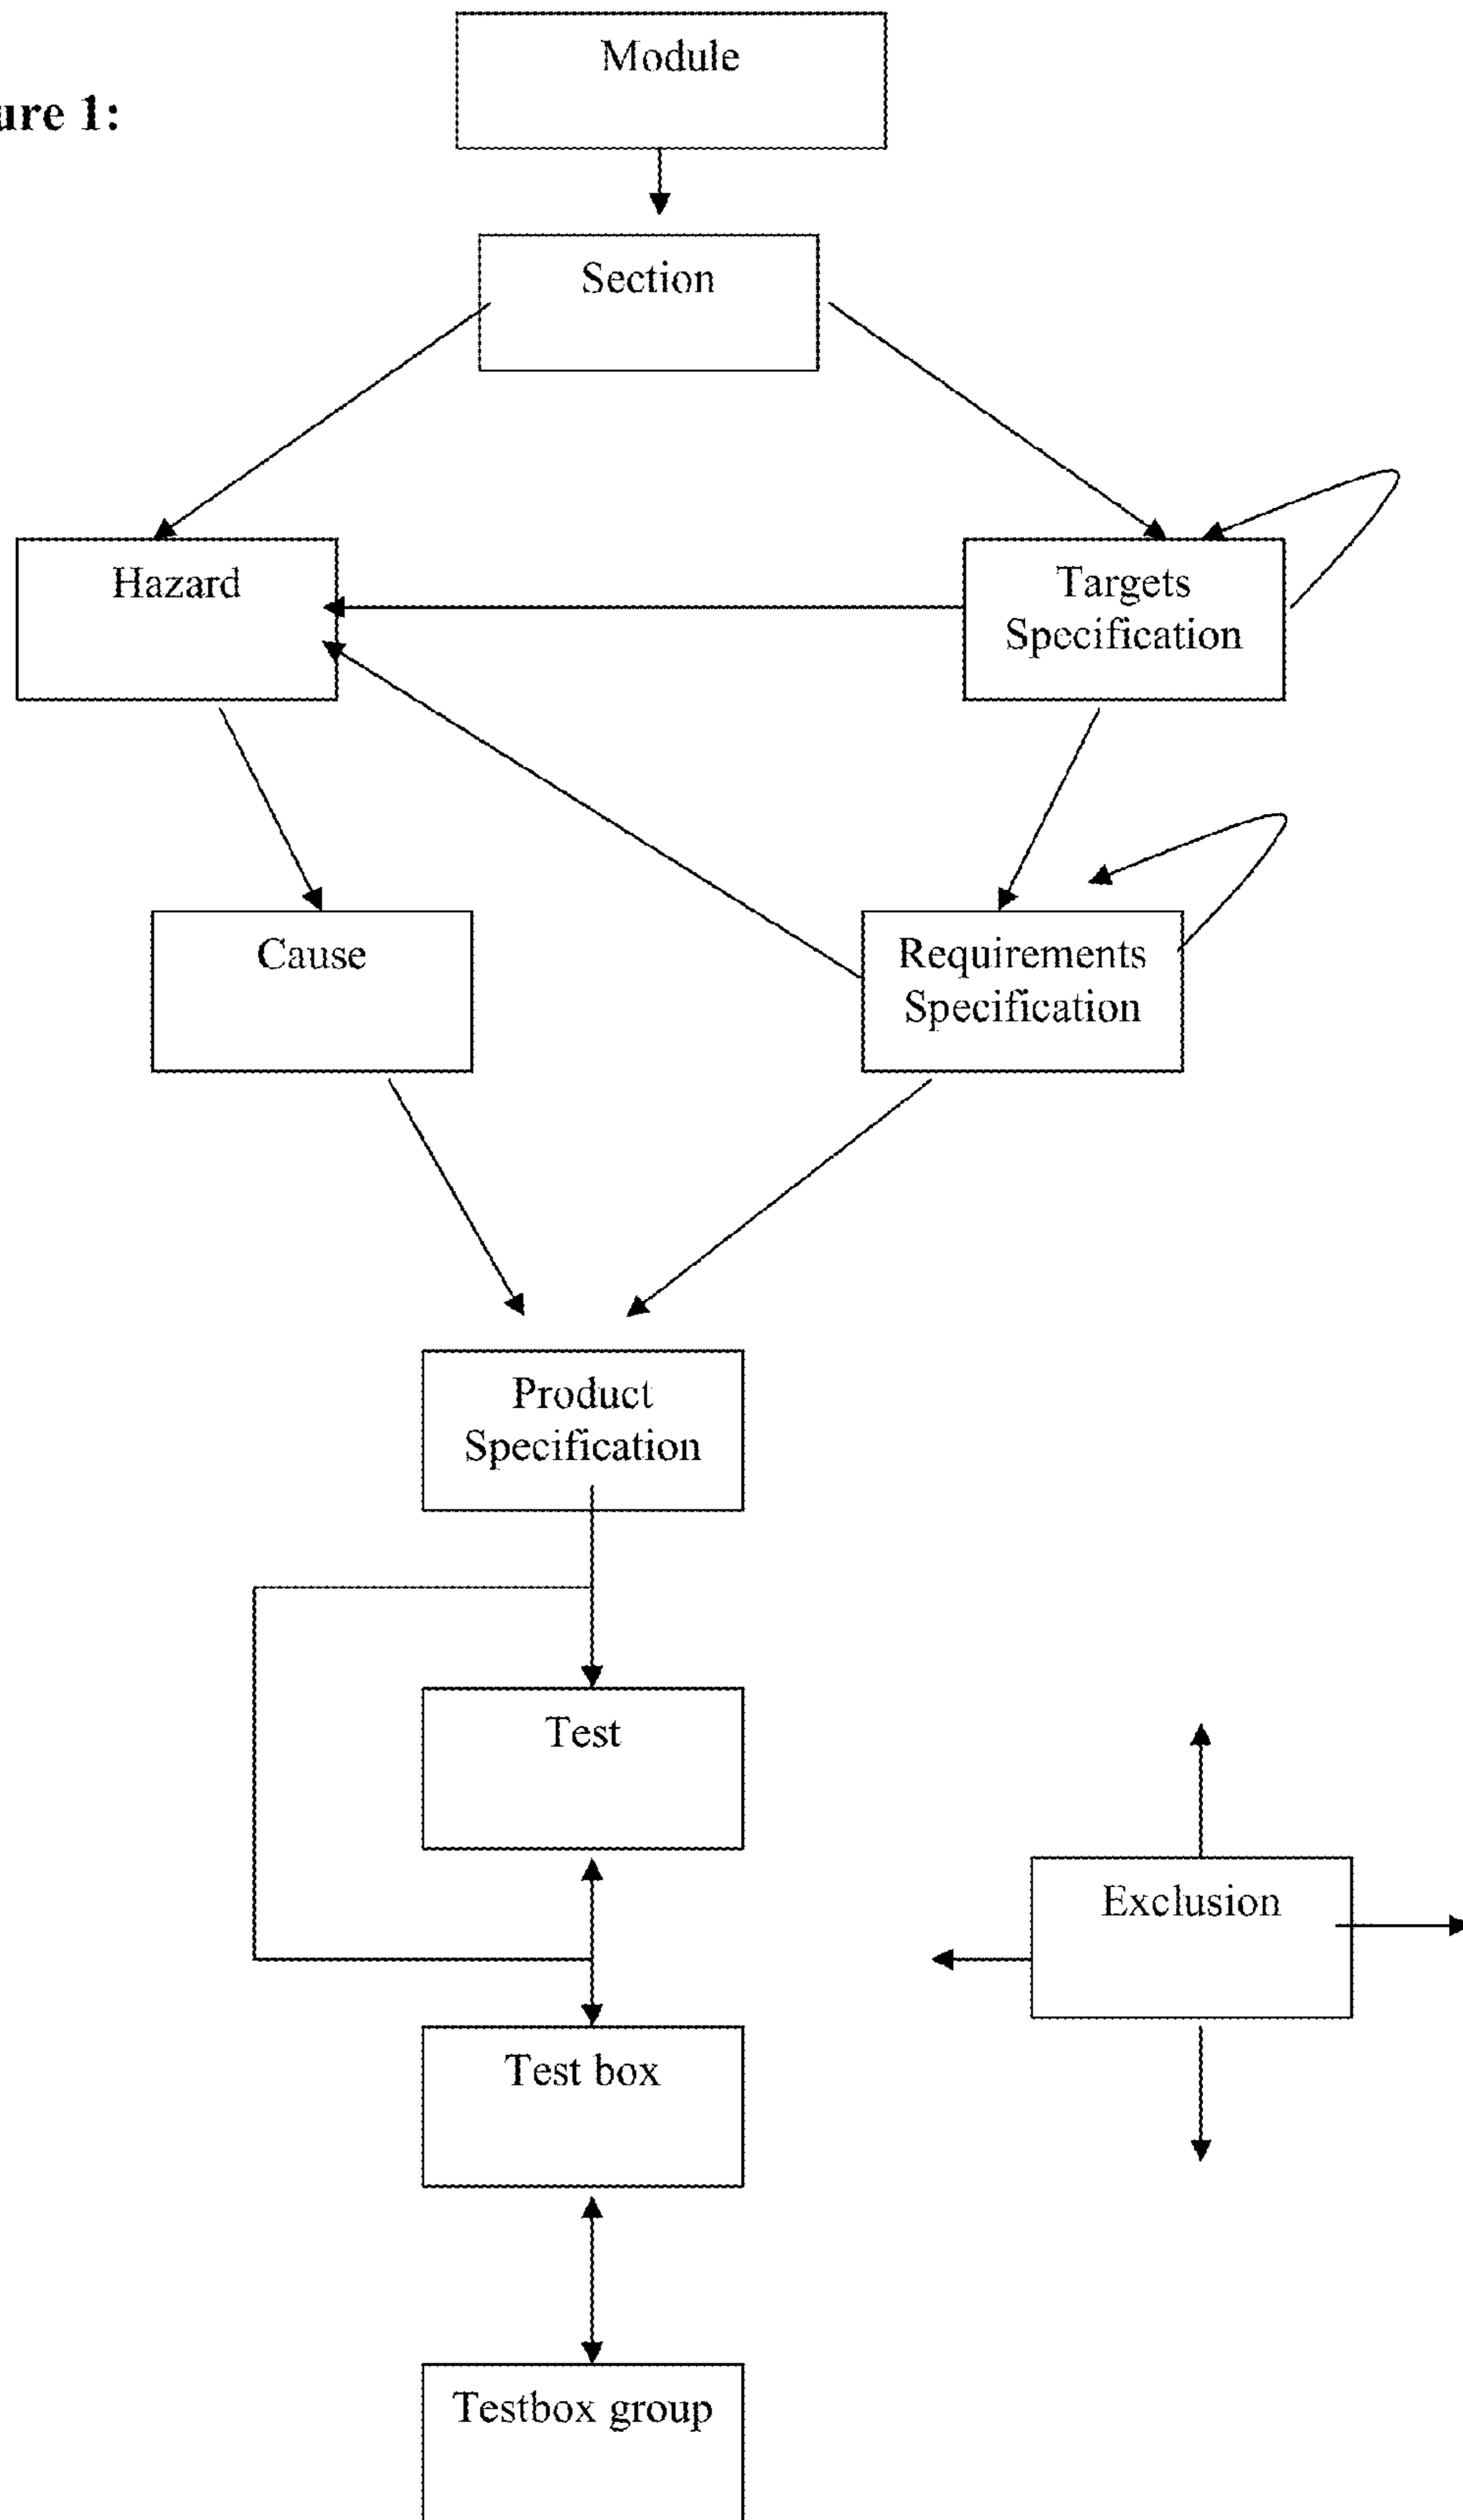 ure 1:
Module
Section
Hazard
Targets
Specification
Cause
Requirements
Specification
Product
Specification
Test
Exclusion
Test box
Testbox group